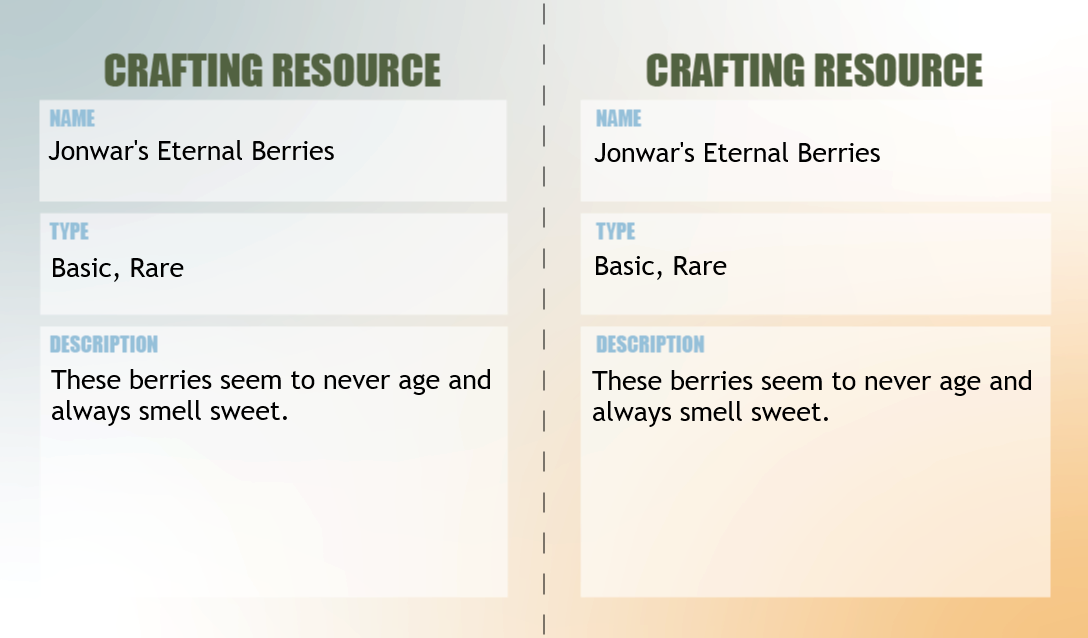 CRAFTING RESOURCE
NAME
Jonwar's Eternal Berries
TYPE
Basic, Rare
DESCRIPTION
These berries seem to never age and
always smell sweet.
CRAFTING RESOURCE
NAME
Jonwar's Eternal Berries
TYPE
Basic, Rare
DESCRIPTION
These berries seem to never age and
always smell sweet.